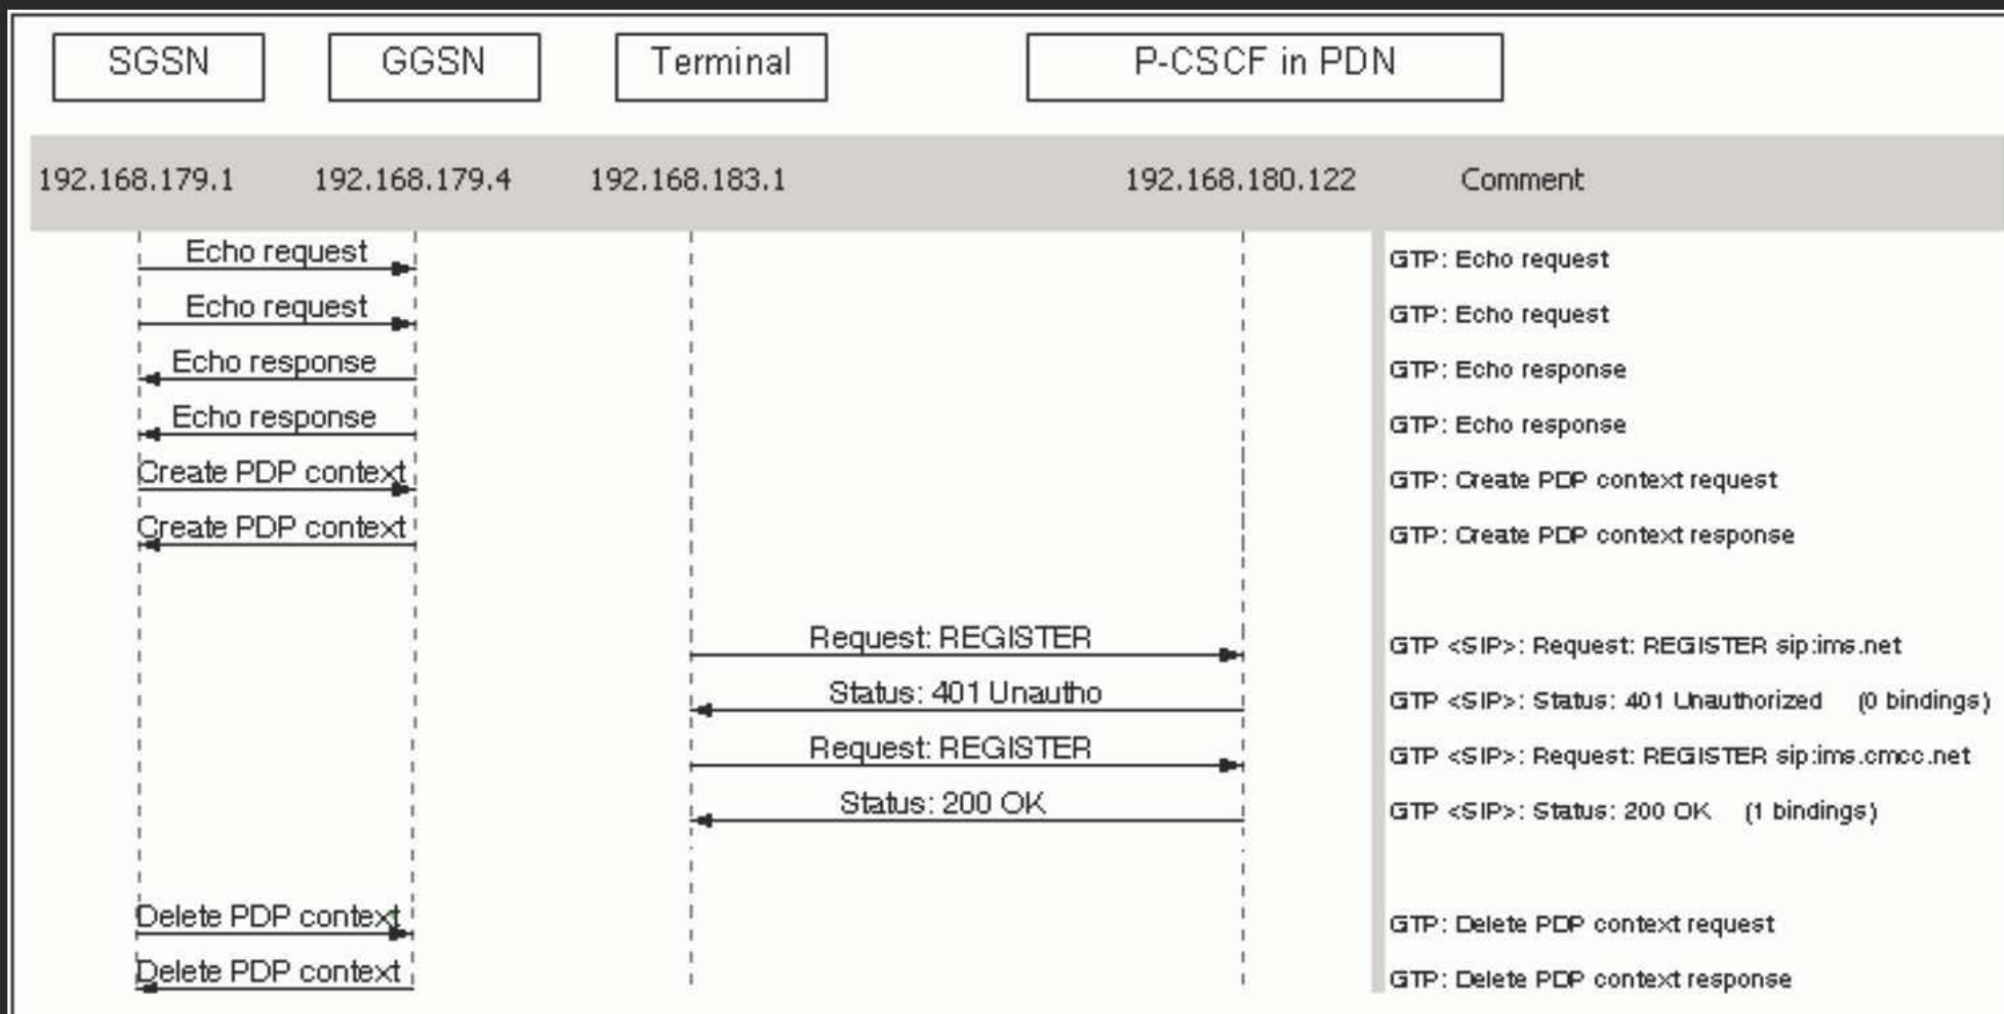 SGSN GGSN Terminal P-CSCF in PDN
192.168.179.1 192.168.179.4 192.168.183.1 192.168.180.122 Comment
Echo request GTP: Echo request
Echo request GTP: Echo request
Echo response GTP: Echo response
Echo response GTP: Echo response
Create PDP context GTP: Create PDP context request
Create PDP context GTP: Create PDP context response
Request: REGISTER GTP <SIP>: Request: REGISTER sip:ims.net
Status: 401 Unautho GTP <SIP>: Status: 401 Unauthorized (0 bindings)
Request: REGISTER GTP <SIP>: Request: REGISTER sip:ims.cmcc.net
Status: 200 OK GTP <SIP>: Status: 200 OK (1 bindings)
Delete PDP context GTP: Delete PDP context request
Delete PDP context GTP: Delete PDP context response